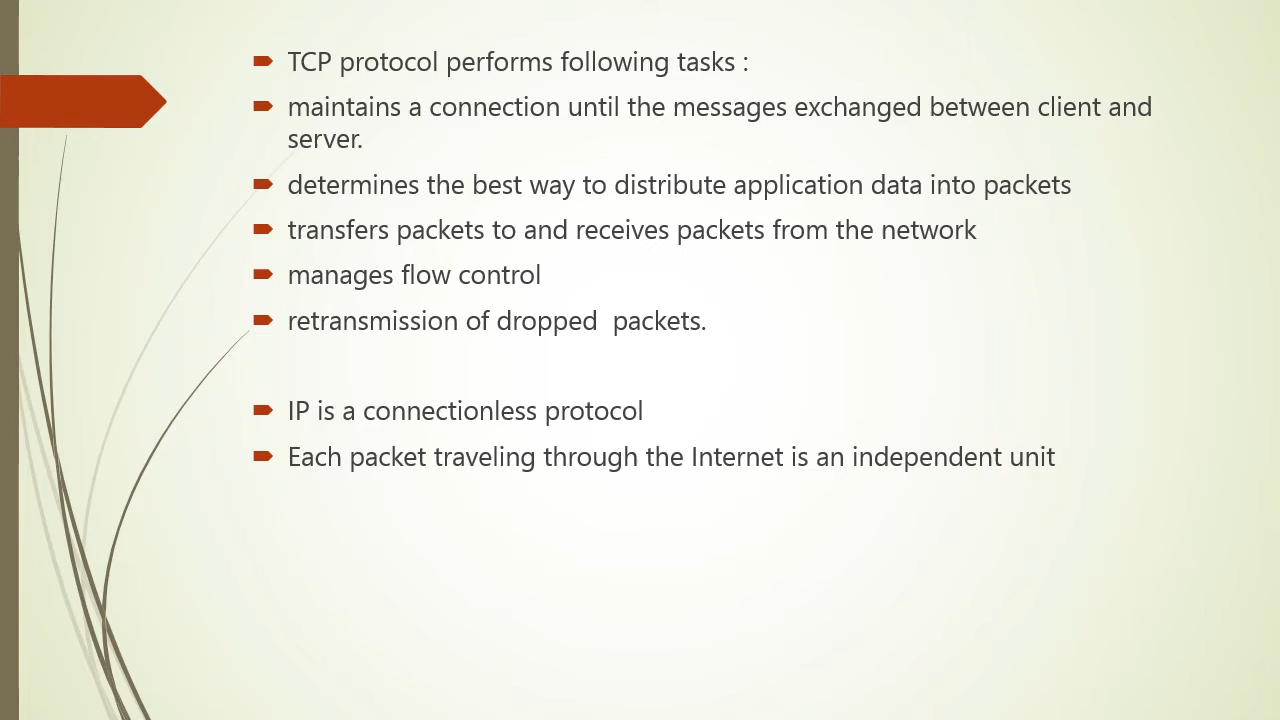 TCP protocol performs following tasks :
maintains a connection until the messages exchanged between client and
server.
determines the best way to distribute application data into packets
transfers packets to and receives packets from the network
manages flow control
retransmission of dropped  packets.
IP is a connectionless protocol
Each packet traveling through the Internet is an independent unit